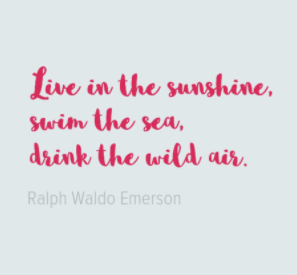 Live in the sunshine,
swim the sea,
drink the wild air.
Ralph Waldo Emerson